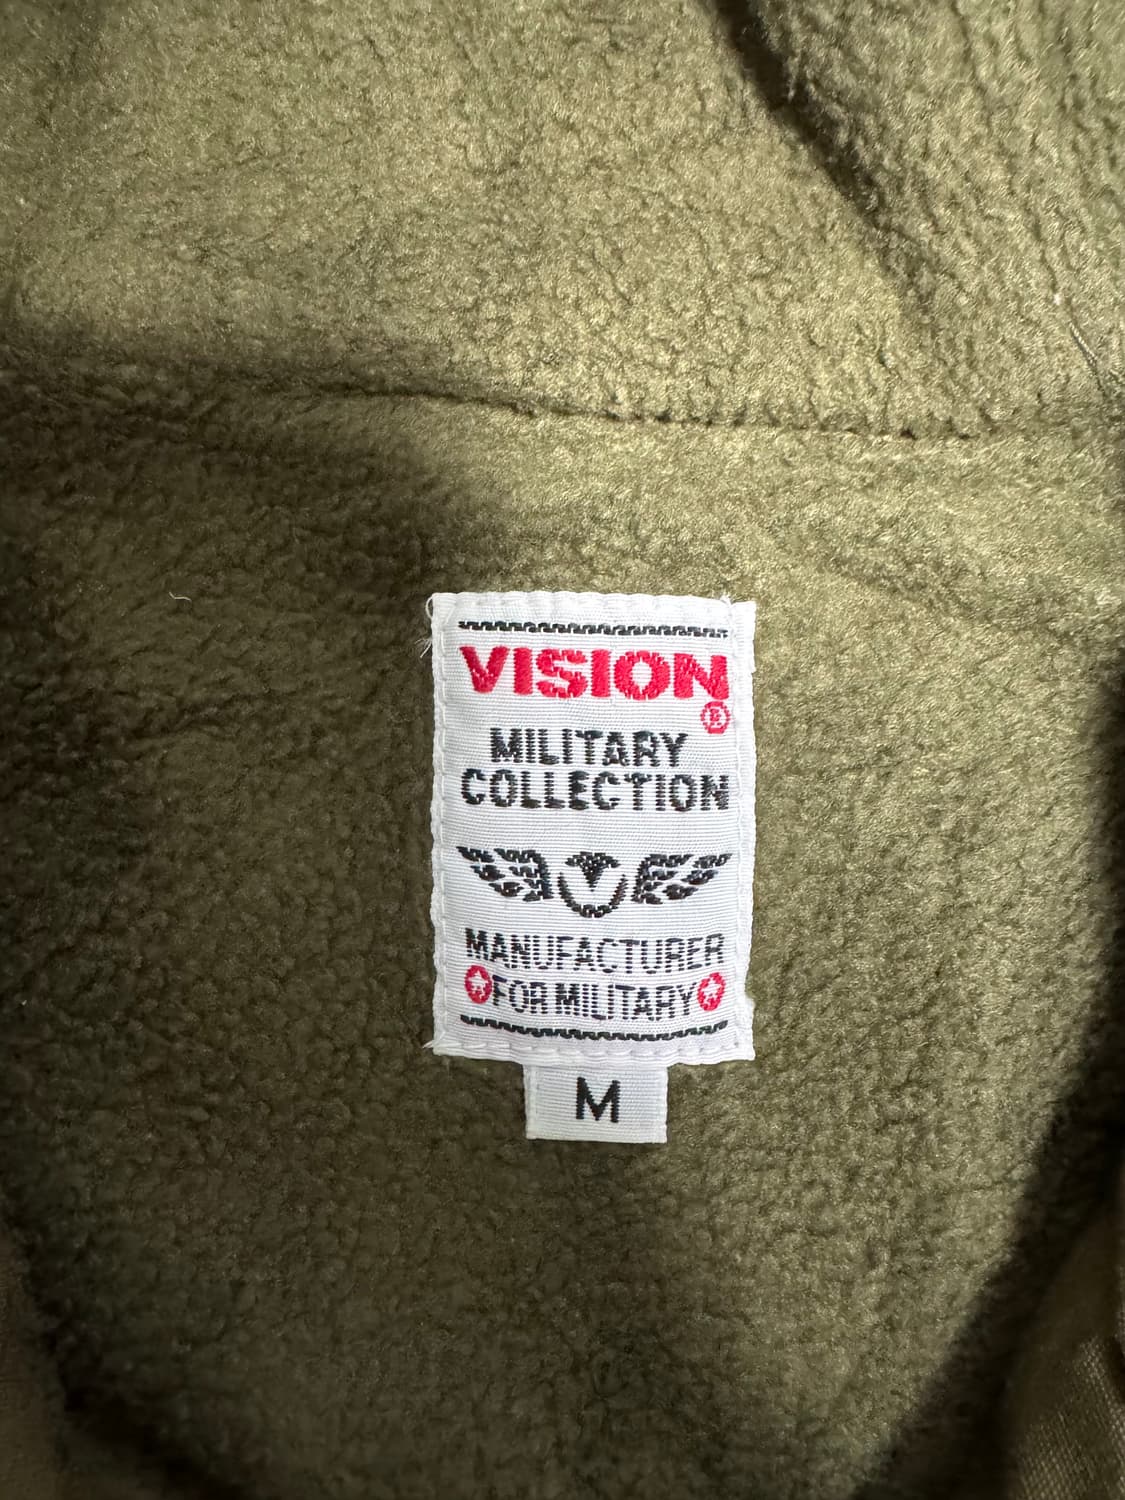 VISION
®
MILITARY
COLLECTION
MANUFACTURER
FOR MILITARY
M